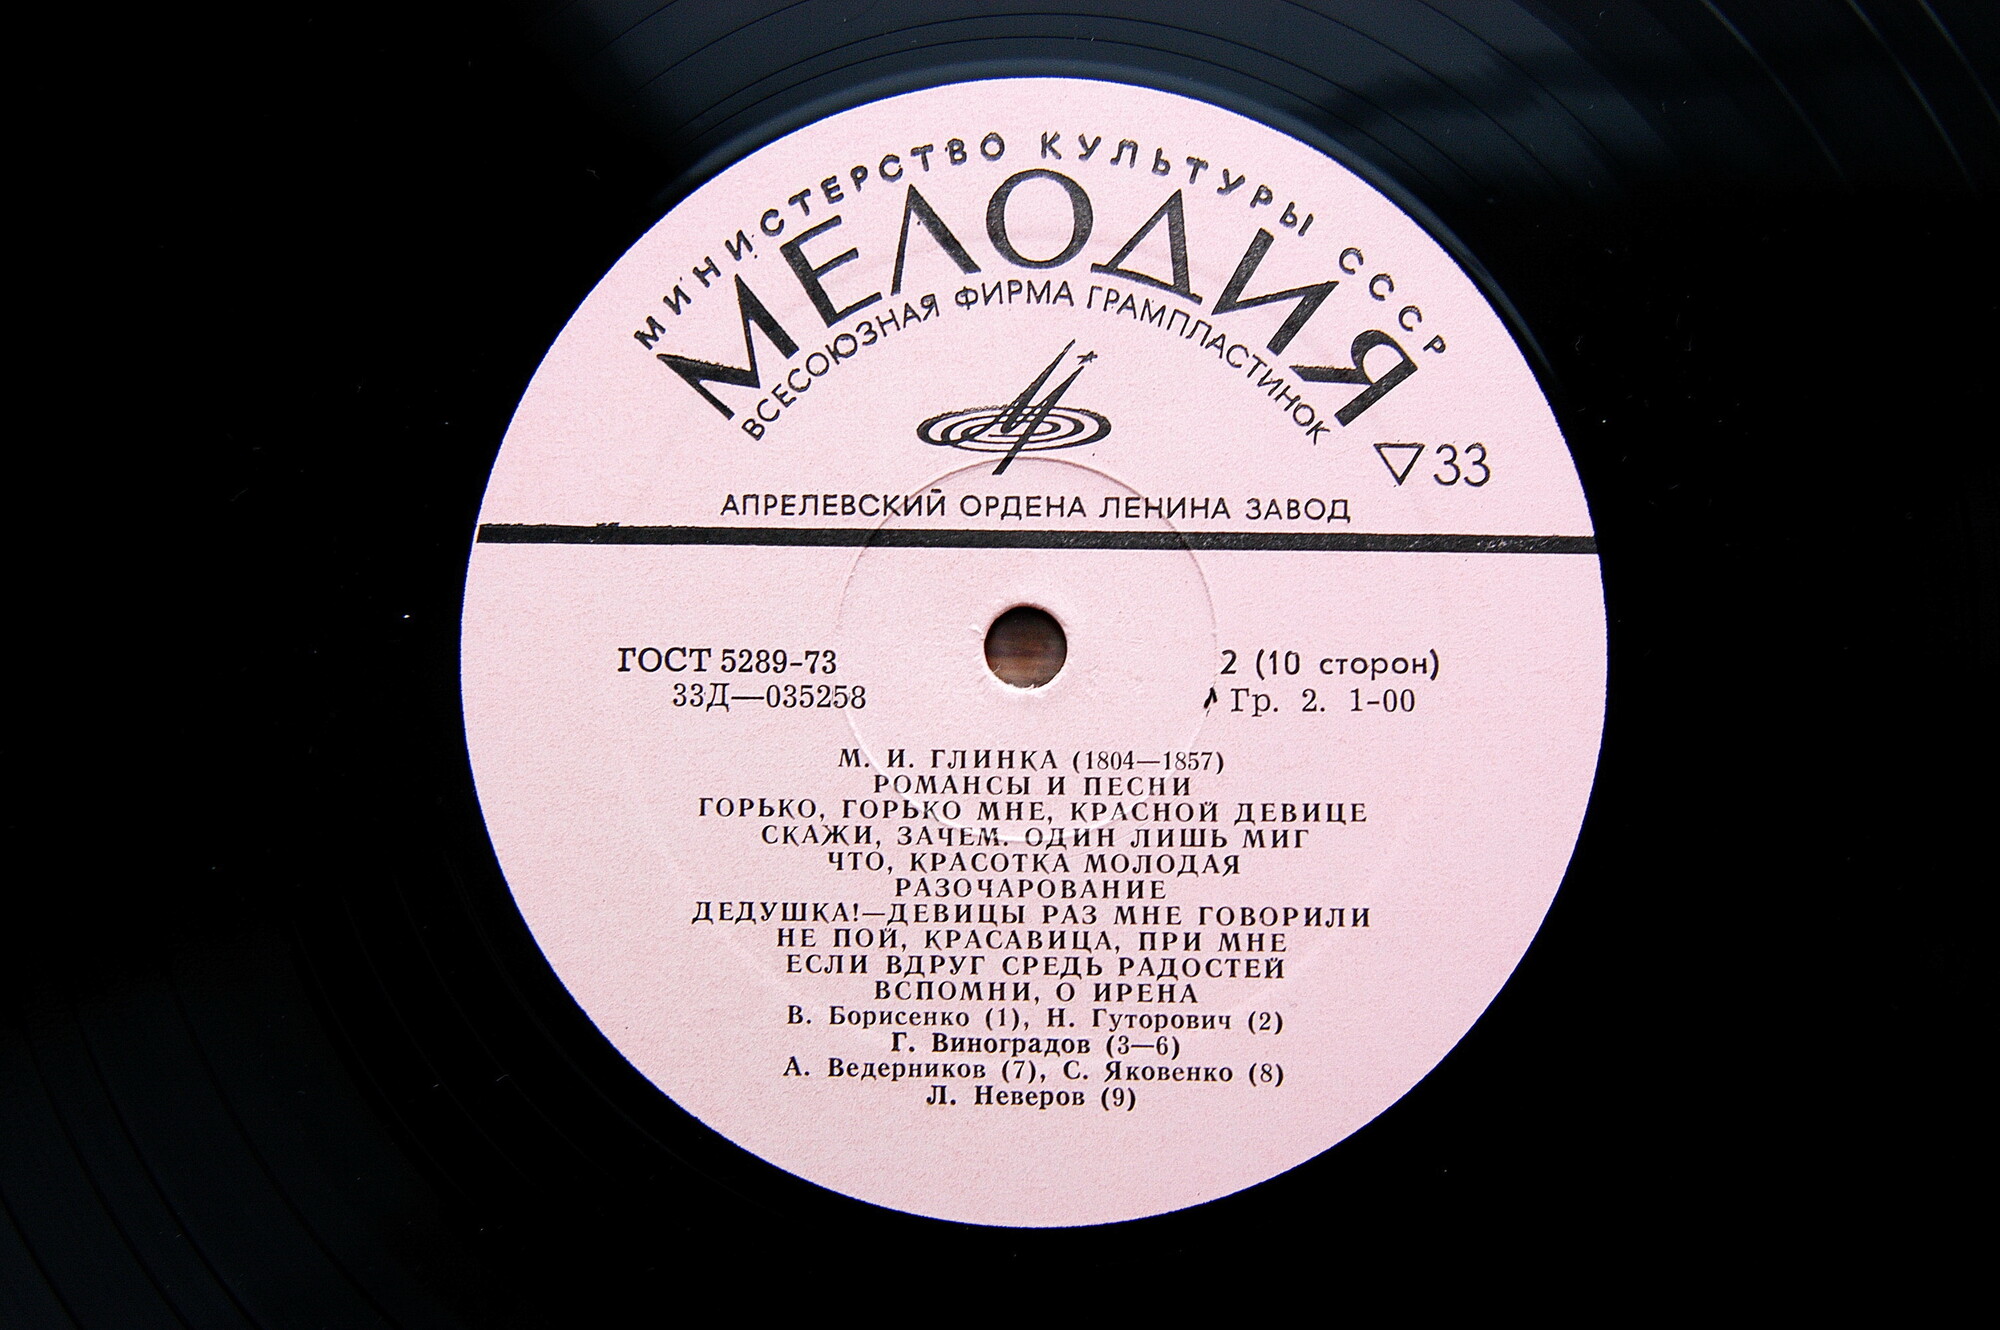 МИНИСТЕРСТВО КУЛЬТУРЫ СССР
МЕЛОДИЯ
ВСЕСОЮЗНАЯ ФИРМА ГРАМПЛАСТИНОК
▽33
АПРЕЛЕВСКИЙ ОРДЕНА ЛЕНИНА ЗАВОД
ГОСТ 5289-73
2 (10 сторон)
33Д—035258
Гр. 2. 1-00
М. И. ГЛИНКА (1804—1857)
РОМАНСЫ И ПЕСНИ
ГОРЬКО, ГОРЬКО МНЕ, КРАСНОЙ ДЕВИЦЕ
СКАЖИ, ЗАЧЕМ. ОДИН ЛИШЬ МИГ
ЧТО, КРАСОТКА МОЛОДАЯ
РАЗОЧАРОВАНИЕ
ДЕДУШКА!—ДЕВИЦЫ РАЗ МНЕ ГОВОРИЛИ
НЕ ПОЙ, КРАСАВИЦА, ПРИ МНЕ
ЕСЛИ ВДРУГ СРЕДЬ РАДОСТЕЙ
ВСПОМНИ, О ИРЕНА
В. Борисенко (1), Н. Гуторович (2)
Г. Виноградов (3—6)
А. Ведерников (7), С. Яковенко (8)
Л. Неверов (9)